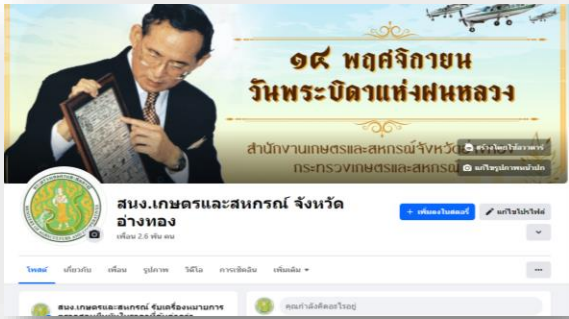 ๑๔ พฤศจิกายน
วันพระบิดาแห่งฝนหลวง
สำนักงานเกษตรและสหกรณ์จังหวัด
กระทรวงเกษตรและสหกรณ์
สร้างโดยใช้อวตาร์
แก้ไขรูปภาพหน้าปก
สนง.เกษตรและสหกรณ์ จังหวัด
อ่างทอง
เพื่อน 2.6 พัน คน
+ เพิ่มลงในสตอรี่
แก้ไขโปรไฟล์
โพสต์ เกี่ยวกับ เพื่อน รูปภาพ วิดีโอ การเช็คอิน เพิ่มเติม
สนง.เกษตรและสหกรณ์ รับเครื่องหมายการ
คุณกำลังคิดอะไรอยู่